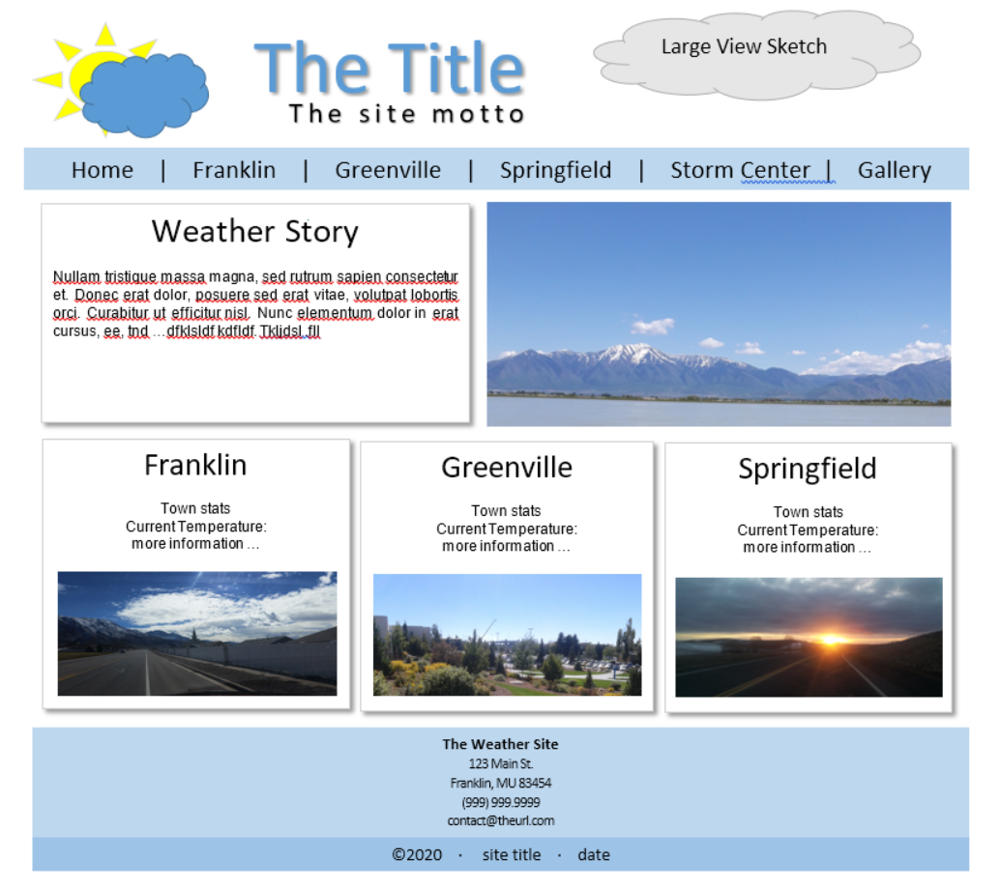 The Title
The site motto
Large View Sketch
Home | Franklin | Greenville | Springfield | Storm Center | Gallery
Weather Story
Nullam tristique massa magna, sed rutrum sapien consectetur
et. Donec erat dolor, posuere sed erat vitae, volutpat lobortis
orci. Curabitur ut efficitur nisl. Nunc elementum dolor in erat
cursus, ee, tnd …dfklsldf kdfldf. Tkljdsl, fjl
Franklin
Town stats
Current Temperature:
more information …
Greenville
Town stats
Current Temperature:
more information …
Springfield
Town stats
Current Temperature:
more information …
The Weather Site
123 Main St.
Franklin, MU 83454
(999) 999.9999
contact@theurl.com
©2020 · site title · date